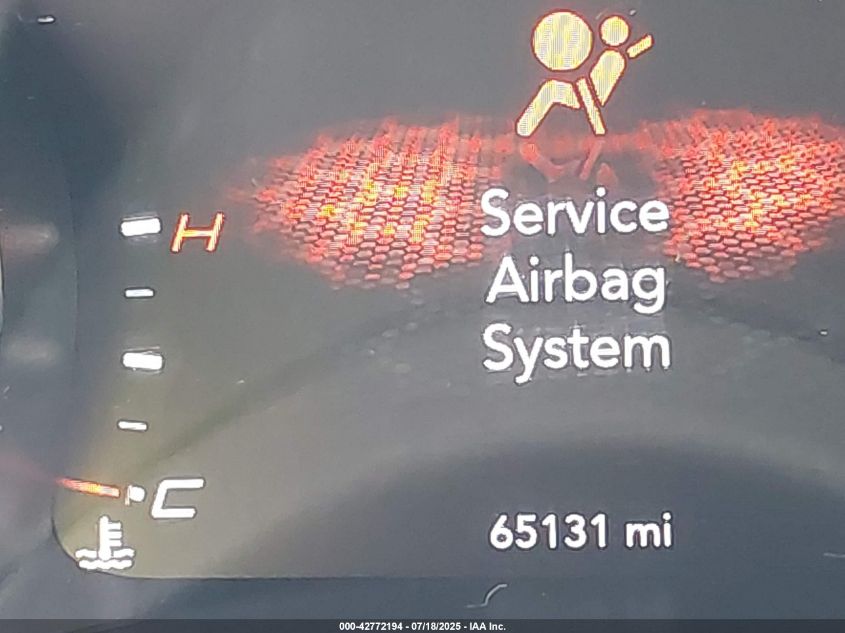 H
Service
Airbag
System
C
65131 mi
000-42772194 - 07/18/2025 - IAA Inc.